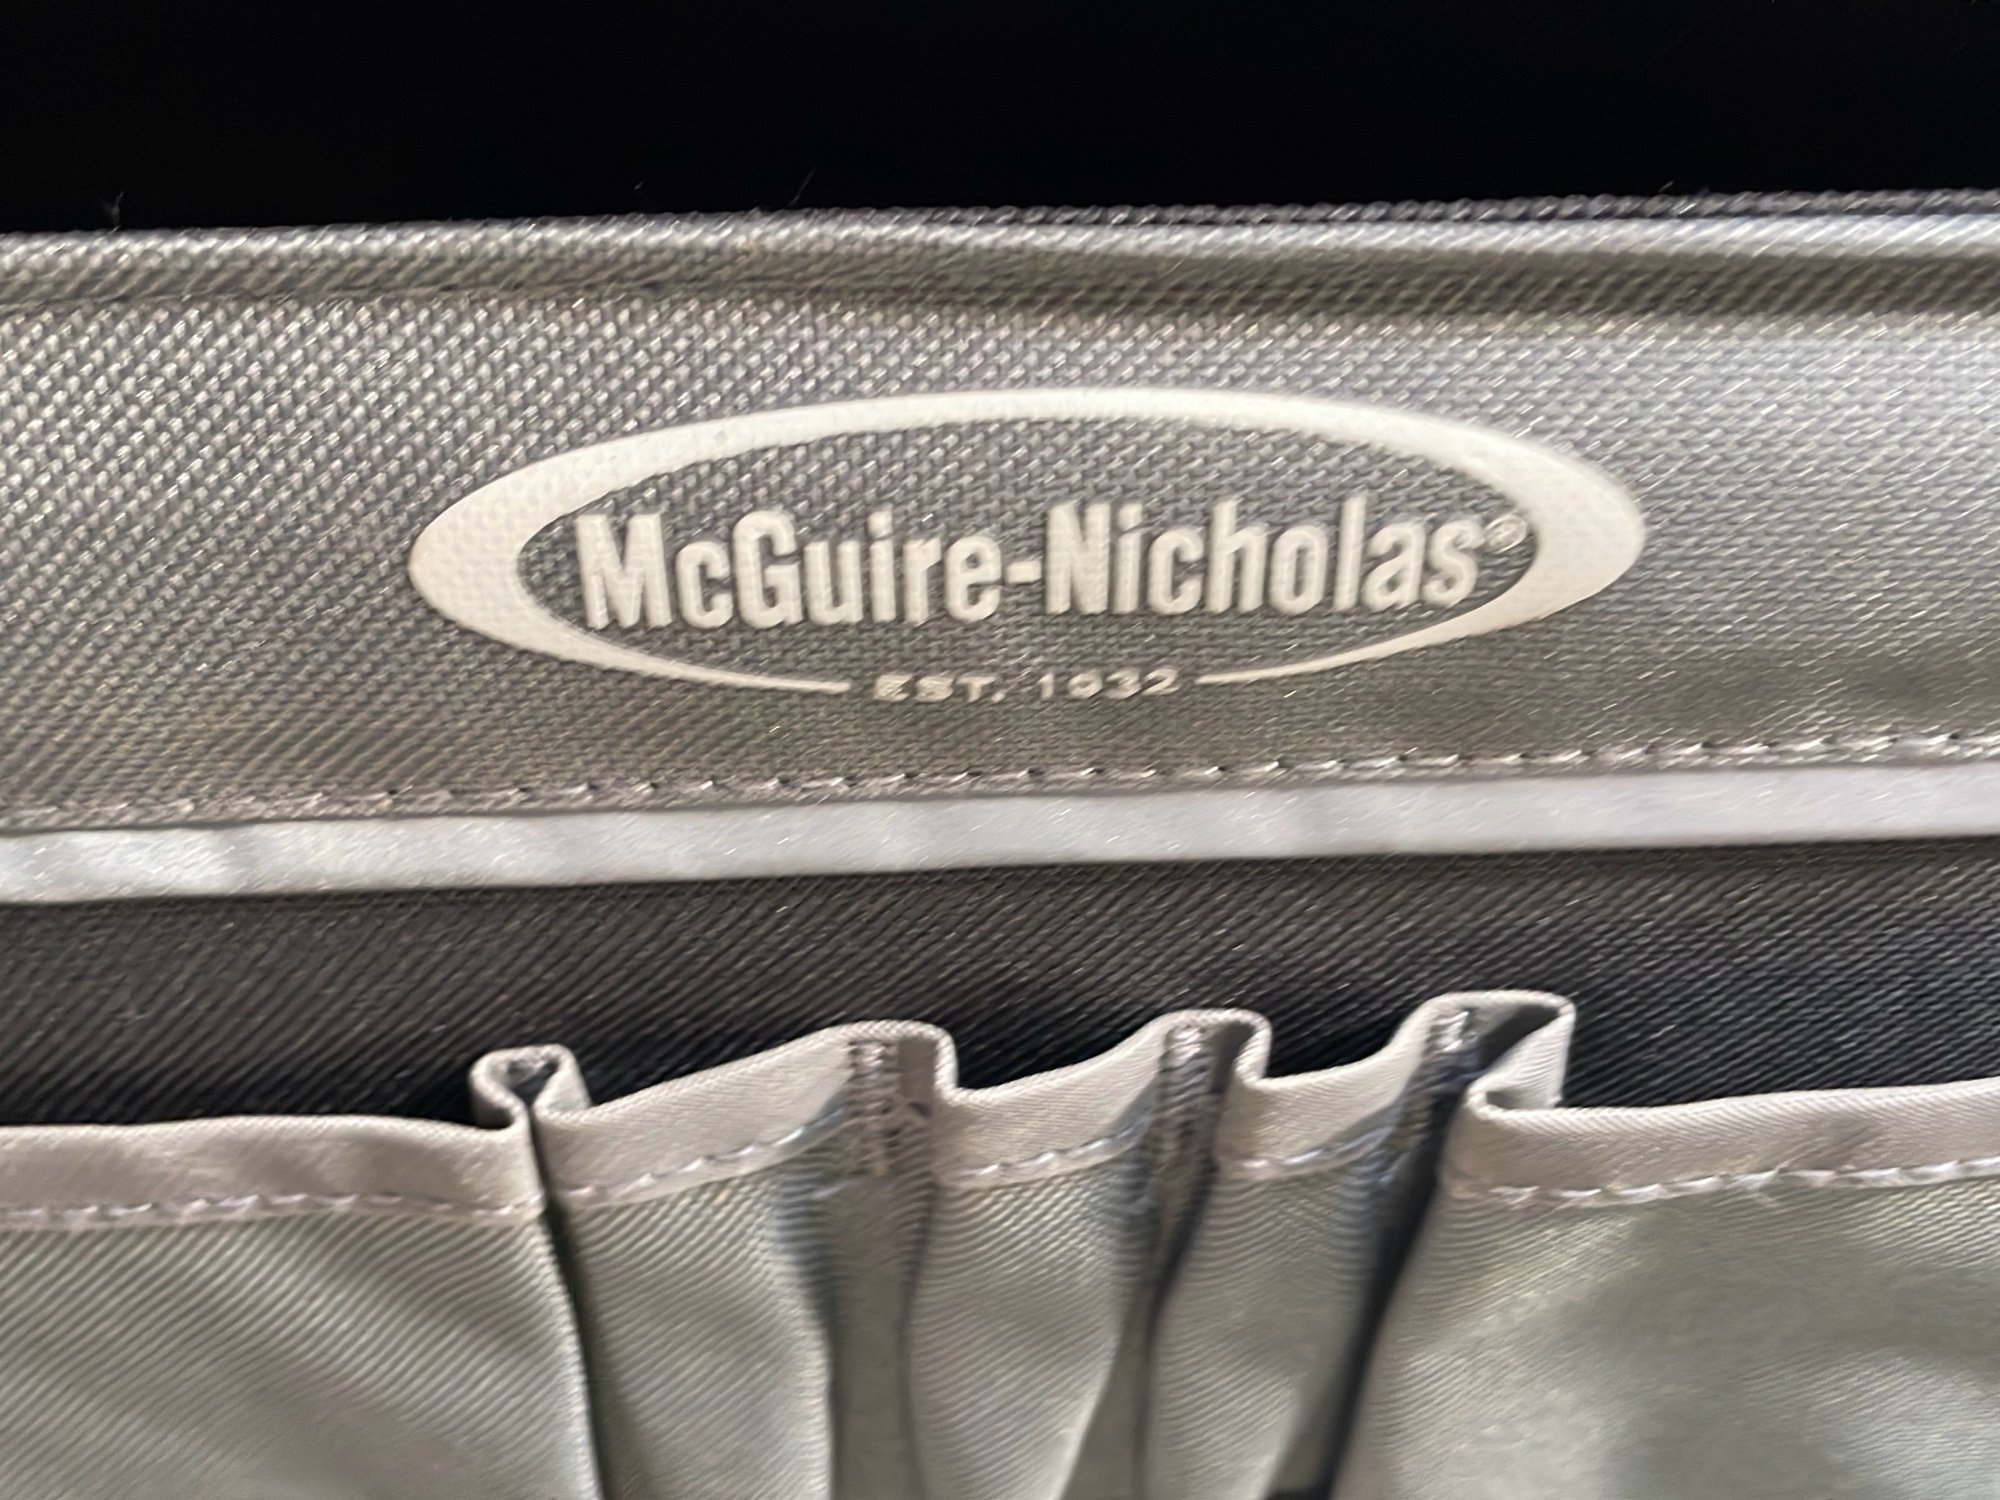 McGuire-Nicholas®
EST. 1932